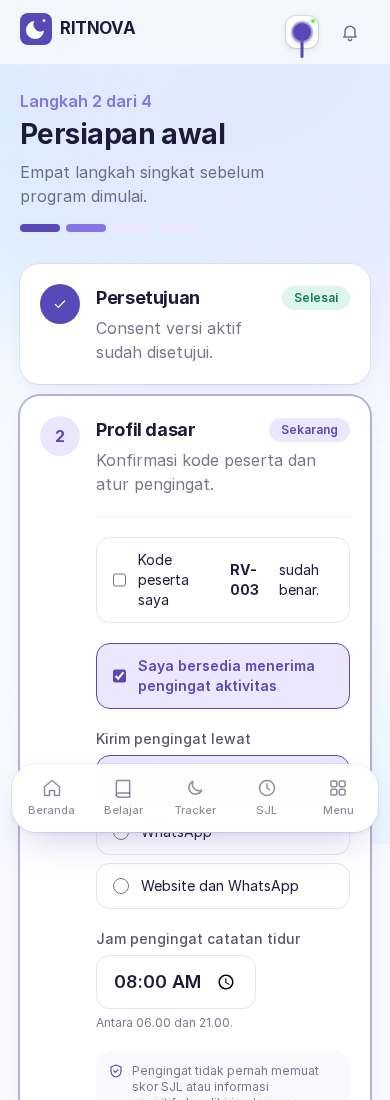 RITNOVA
Langkah 2 dari 4
Persiapan awal
Empat langkah singkat sebelum
program dimulai.
Persetujuan
Selesai
Consent versi aktif
sudah disetujui.
2
Profil dasar
Sekarang
Konfirmasi kode peserta dan
atur pengingat.
Kode
peserta
saya
RV-
003
sudah
benar.
Saya bersedia menerima
pengingat aktivitas
Kirim pengingat lewat
Beranda
Belajar
Tracker
SJL
Menu
WhatsApp
Website dan WhatsApp
Jam pengingat catatan tidur
08:00 AM
Antara 06.00 dan 21.00.
Pengingat tidak pernah memuat
skor SJL atau informasi